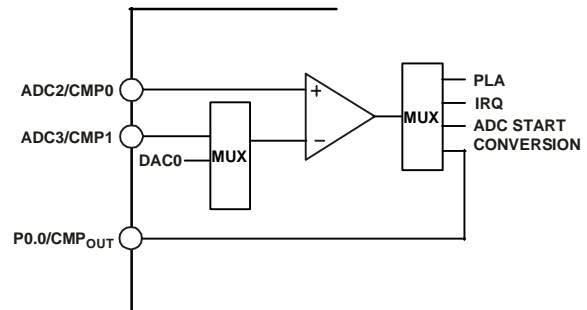 ADC2/CMP0
ADC3/CMP1
DAC0
MUX
P0.0/CMPOUT
+
−
MUX
PLA
IRQ
ADC START
CONVERSION